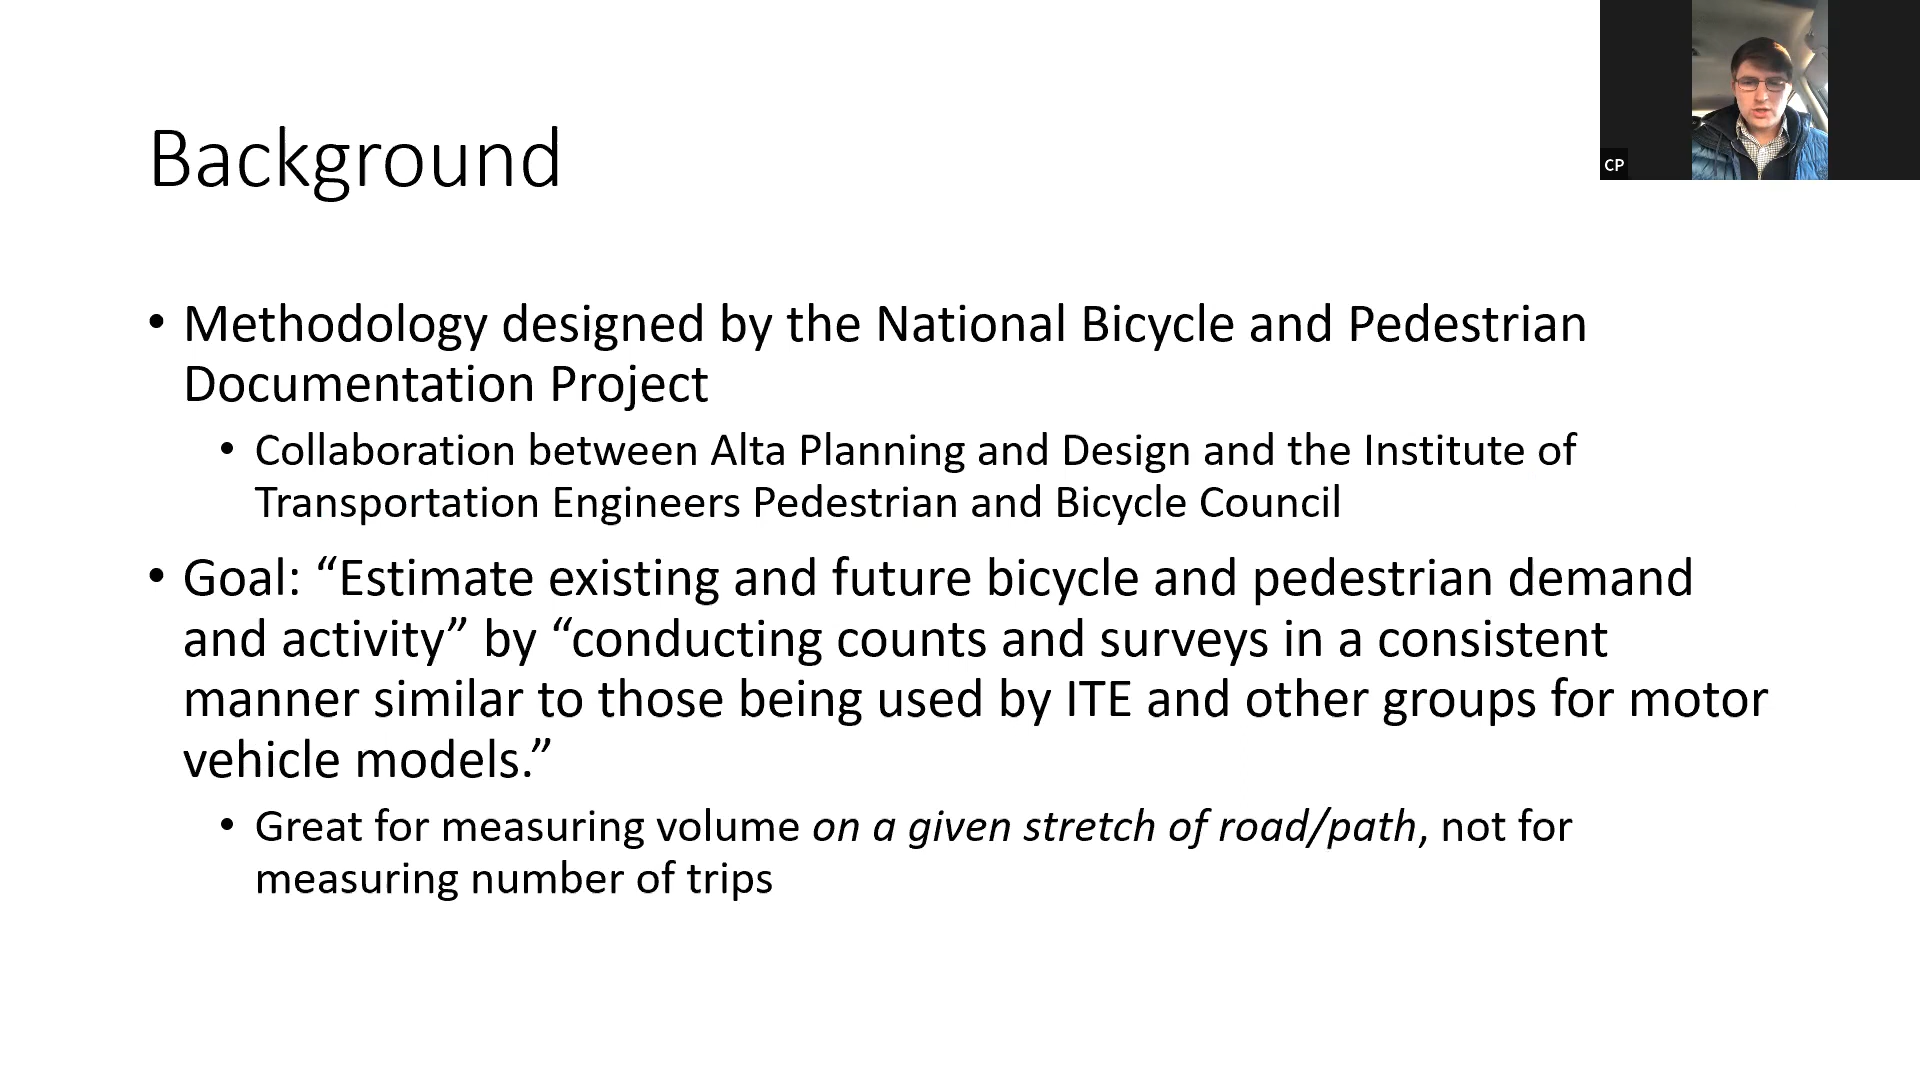 Background
CP
• Methodology designed by the National Bicycle and Pedestrian
Documentation Project
• Collaboration between Alta Planning and Design and the Institute of
Transportation Engineers Pedestrian and Bicycle Council
• Goal: “Estimate existing and future bicycle and pedestrian demand
and activity” by “conducting counts and surveys in a consistent
manner similar to those being used by ITE and other groups for motor
vehicle models.”
• Great for measuring volume on a given stretch of road/path, not for
measuring number of trips